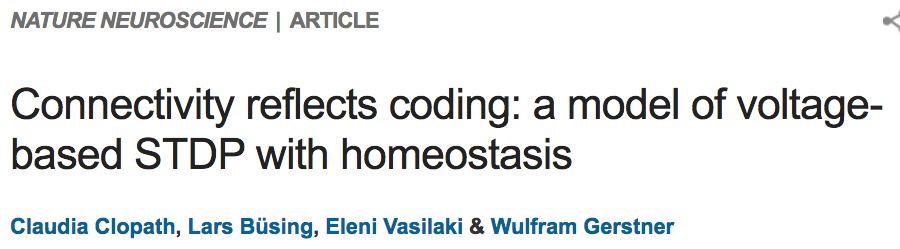 NATURE NEUROSCIENCE | ARTICLE
Connectivity reflects coding: a model of voltage-
based STDP with homeostasis
Claudia Clopath, Lars Büsing, Eleni Vasilaki & Wulfram Gerstner